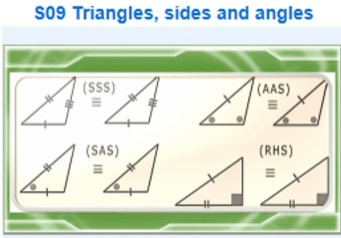 S09 Triangles, sides and angles
(SSS)
≡
(AAS)
≡
(SAS)
≡
(RHS)
≡